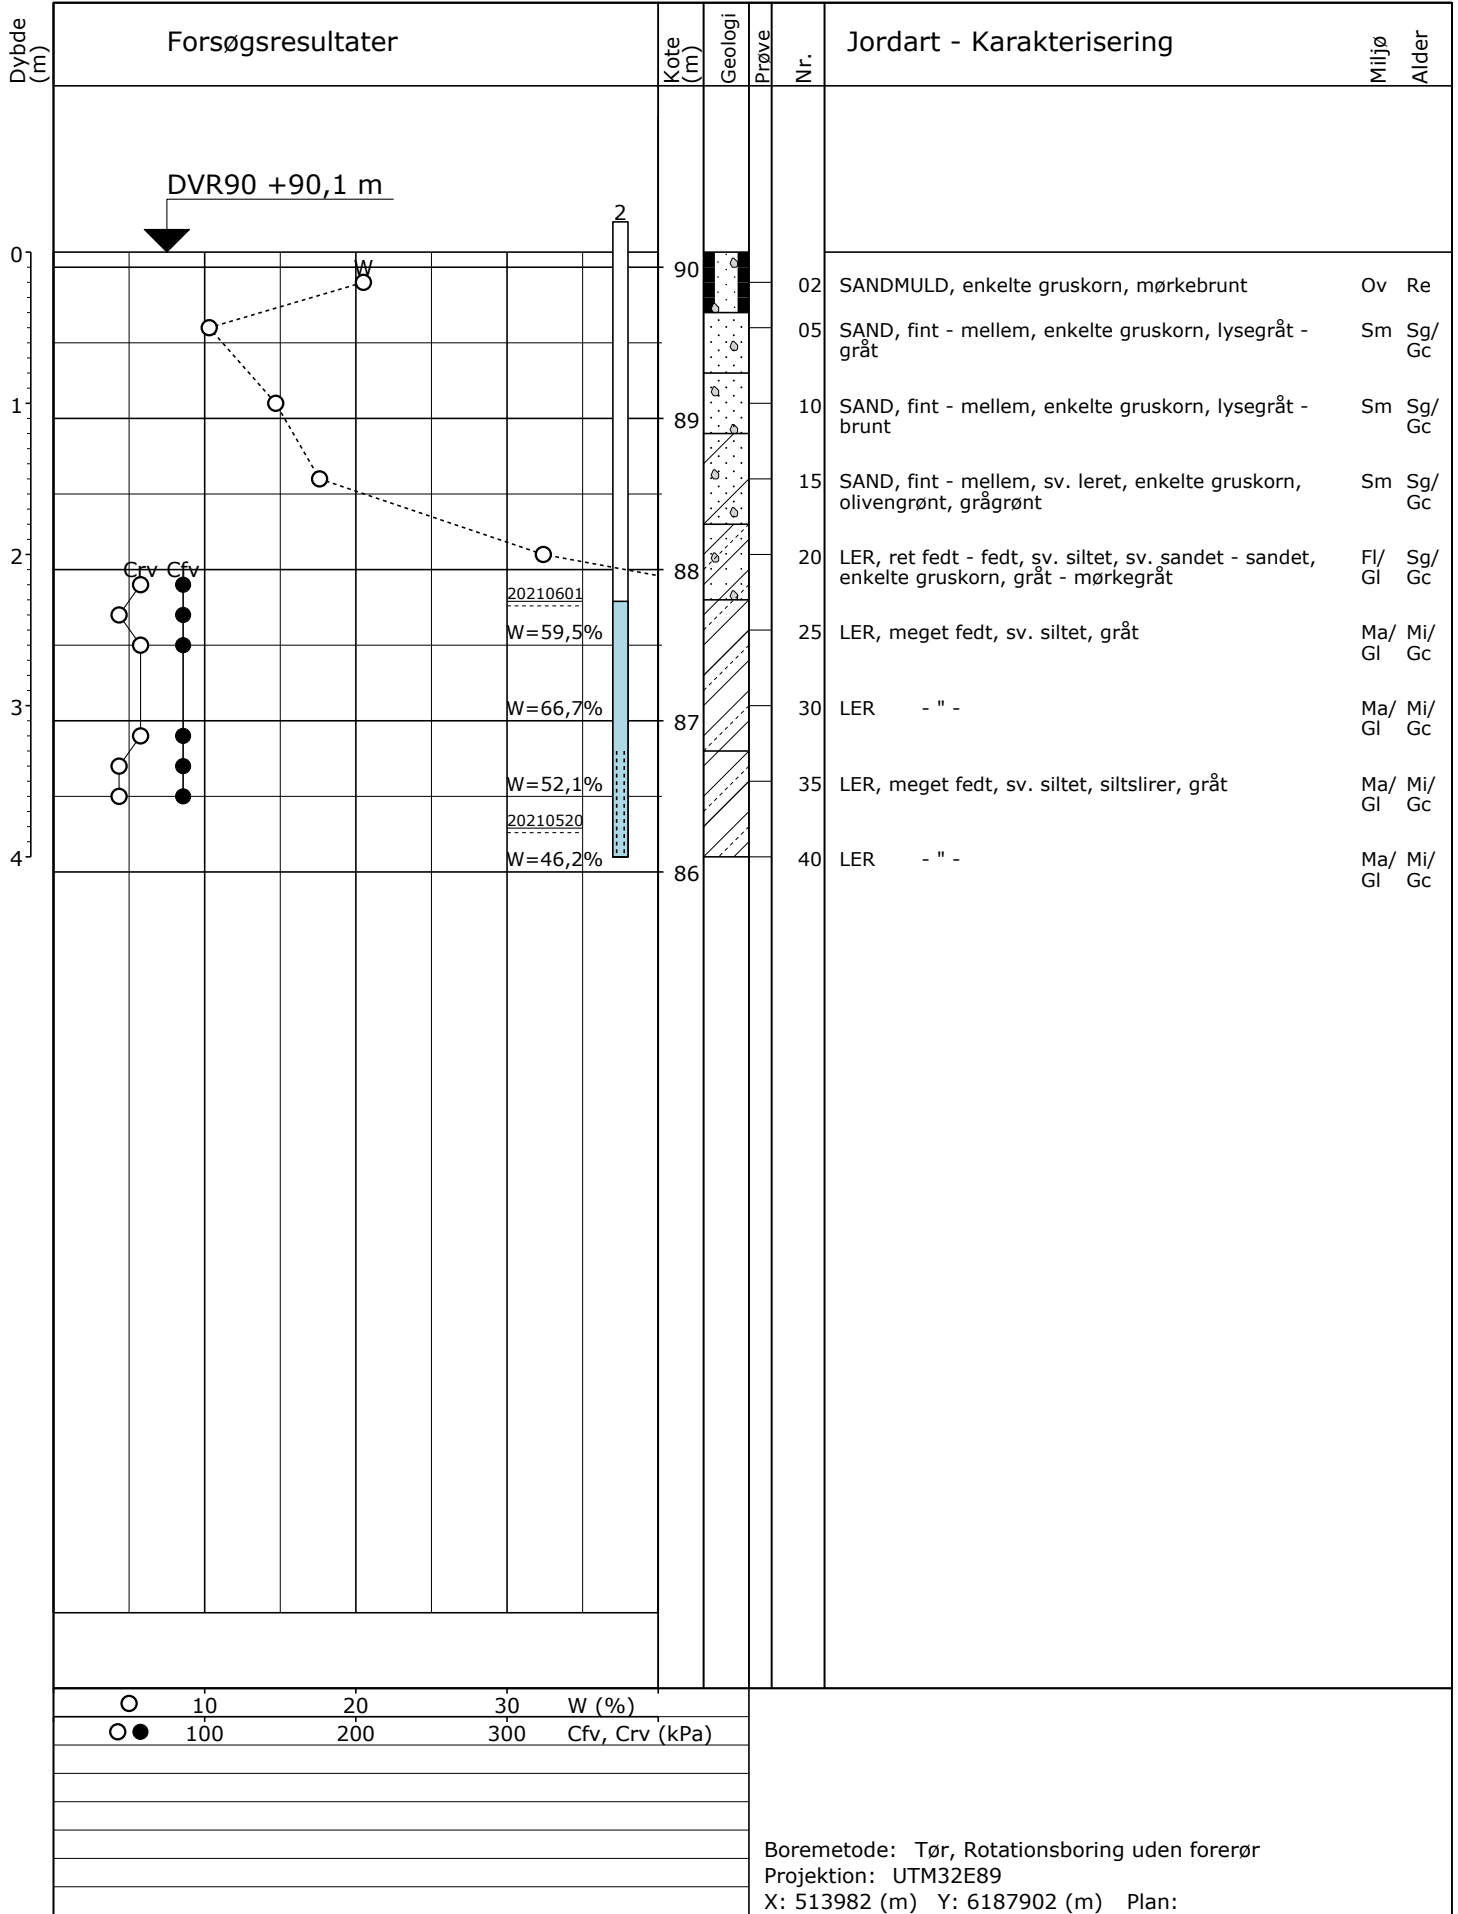 Dybde (m)
Forsøgsresultater
Kote (m)
Geologi
Prøve
Nr.
Jordart - Karakterisering
Miljø
Alder
DVR90 +90,1 m
2
0
W
90
02 SANDMULD, enkelte gruskorn, mørkebrunt Ov Re
05 SAND, fint - mellem, enkelte gruskorn, lysegråt - Sm Sg/
gråt Gc
1
89
10 SAND, fint - mellem, enkelte gruskorn, lysegråt - Sm Sg/
brunt Gc
15 SAND, fint - mellem, sv. leret, enkelte gruskorn, Sm Sg/
olivengrønt, grågrønt Gc
2
Crv Cfv
88
20 LER, ret fedt - fedt, sv. siltet, sv. sandet - sandet, Fl/ Sg/
enkelte gruskorn, gråt - mørkegråt Gl Gc
20210601
W=59,5%
25 LER, meget fedt, sv. siltet, gråt Ma/ Mi/
Gl Gc
3
W=66,7%
87
30 LER - " - Ma/ Mi/
Gl Gc
W=52,1%
35 LER, meget fedt, sv. siltet, siltslirer, gråt Ma/ Mi/
Gl Gc
20210520
4
W=46,2%
86
40 LER - " - Ma/ Mi/
Gl Gc
10 20 30 W (%)
100 200 300 Cfv, Crv (kPa)
Boremetode: Tør, Rotationsboring uden forerør
Projektion: UTM32E89
X: 513982 (m) Y: 6187902 (m) Plan: